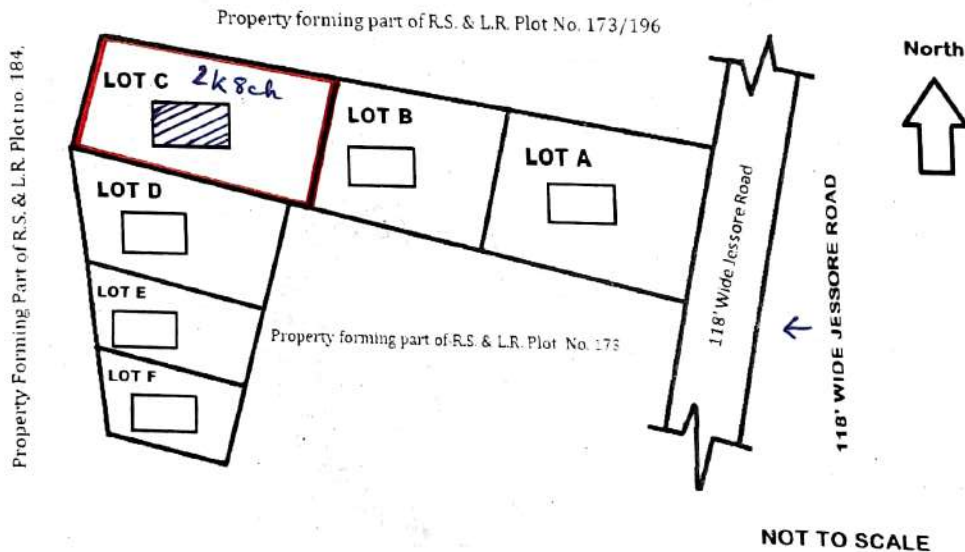 Property forming part of R.S. & L.R. Plot No. 173/196
North
LOT C 2K 8ch
LOT B
LOT A
LOT D
LOT E
LOT F
Property Forming Part of R.S. & L.R. Plot no. 184.
Property forming part of R.S. & L.R. Plot No. 173
118' Wide Jessore Road
118' WIDE JESSORE ROAD
NOT TO SCALE